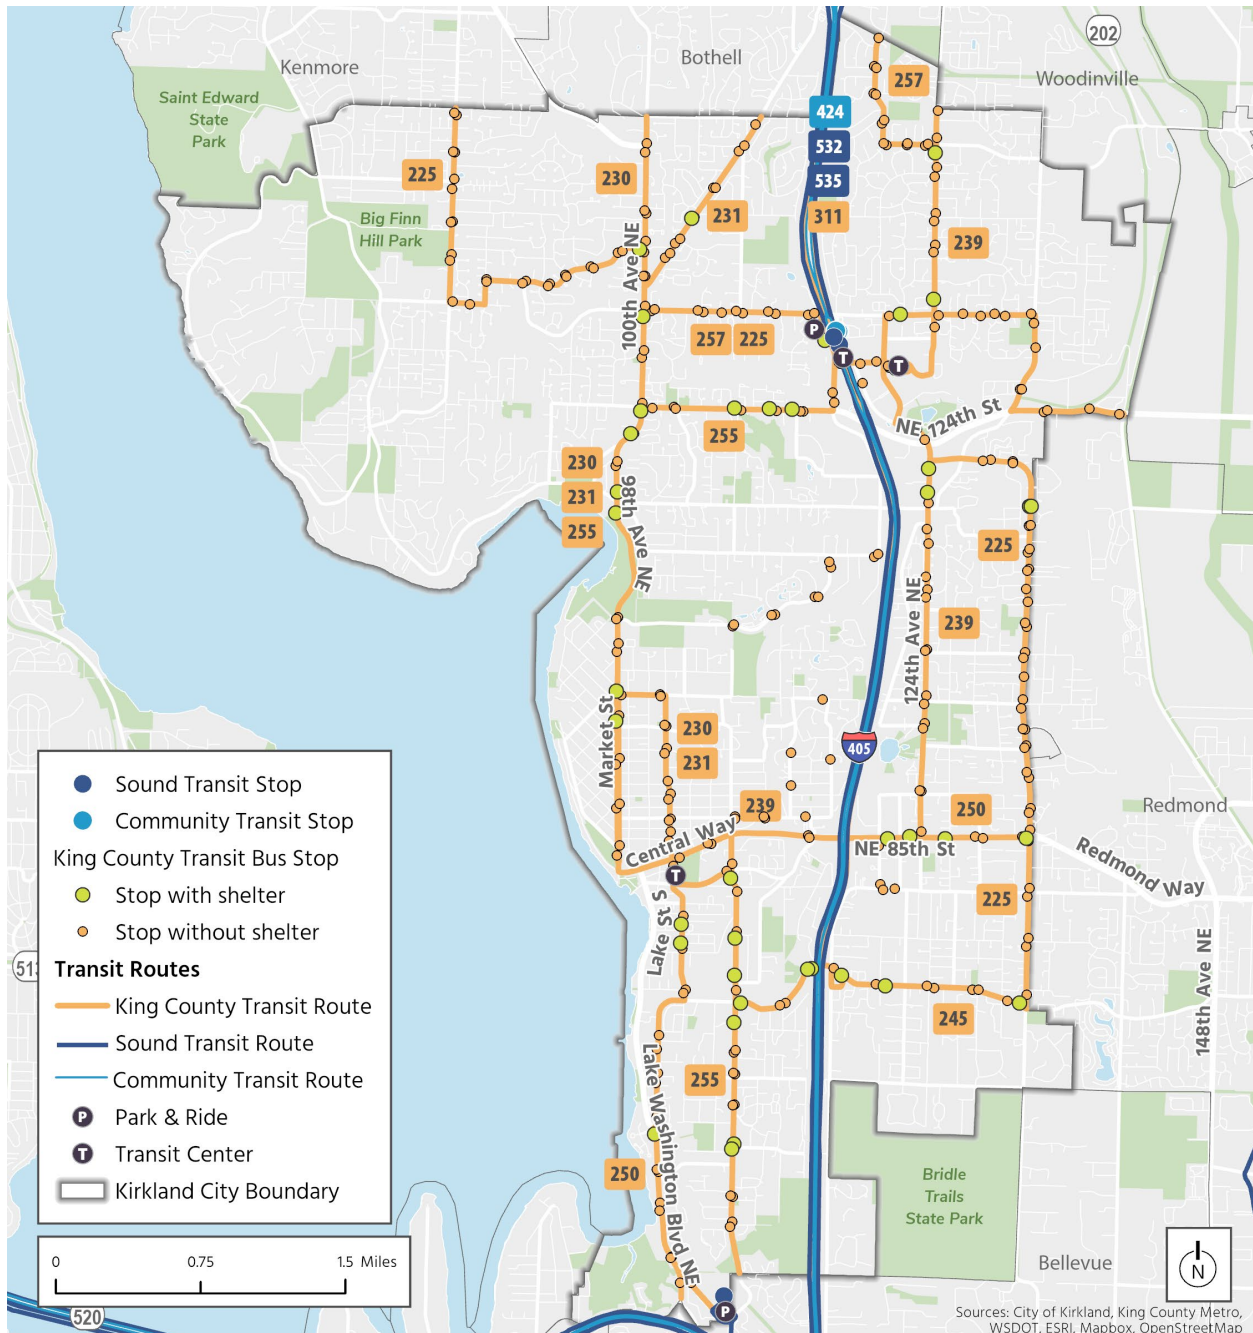 202
Kenmore
Bothell
Woodinville
Saint Edward
State
Park
257
424
532
535
311
225
230
231
Big Finn
Hill Park
239
100th Ave NE
P
257
225
T
T
NE 124th St
255
230
231
255
98th Ave NE
225
124th Ave NE
239
Market St
230
231
405
239
250
Redmond
Central Way
NE 85th St
Redmond Way
T
225
Lake St S
513
148th Ave NE
245
Lake Washington Blvd NE
255
250
Bridle
Trails
State Park
Bellevue
P
520
Sound Transit Stop
Community Transit Stop
King County Transit Bus Stop
Stop with shelter
Stop without shelter
Transit Routes
King County Transit Route
Sound Transit Route
Community Transit Route
P Park & Ride
T Transit Center
Kirkland City Boundary
0 0.75 1.5 Miles
N
Sources: City of Kirkland, King County Metro,
WSDOT, ESRI, Mapbox, OpenStreetMap